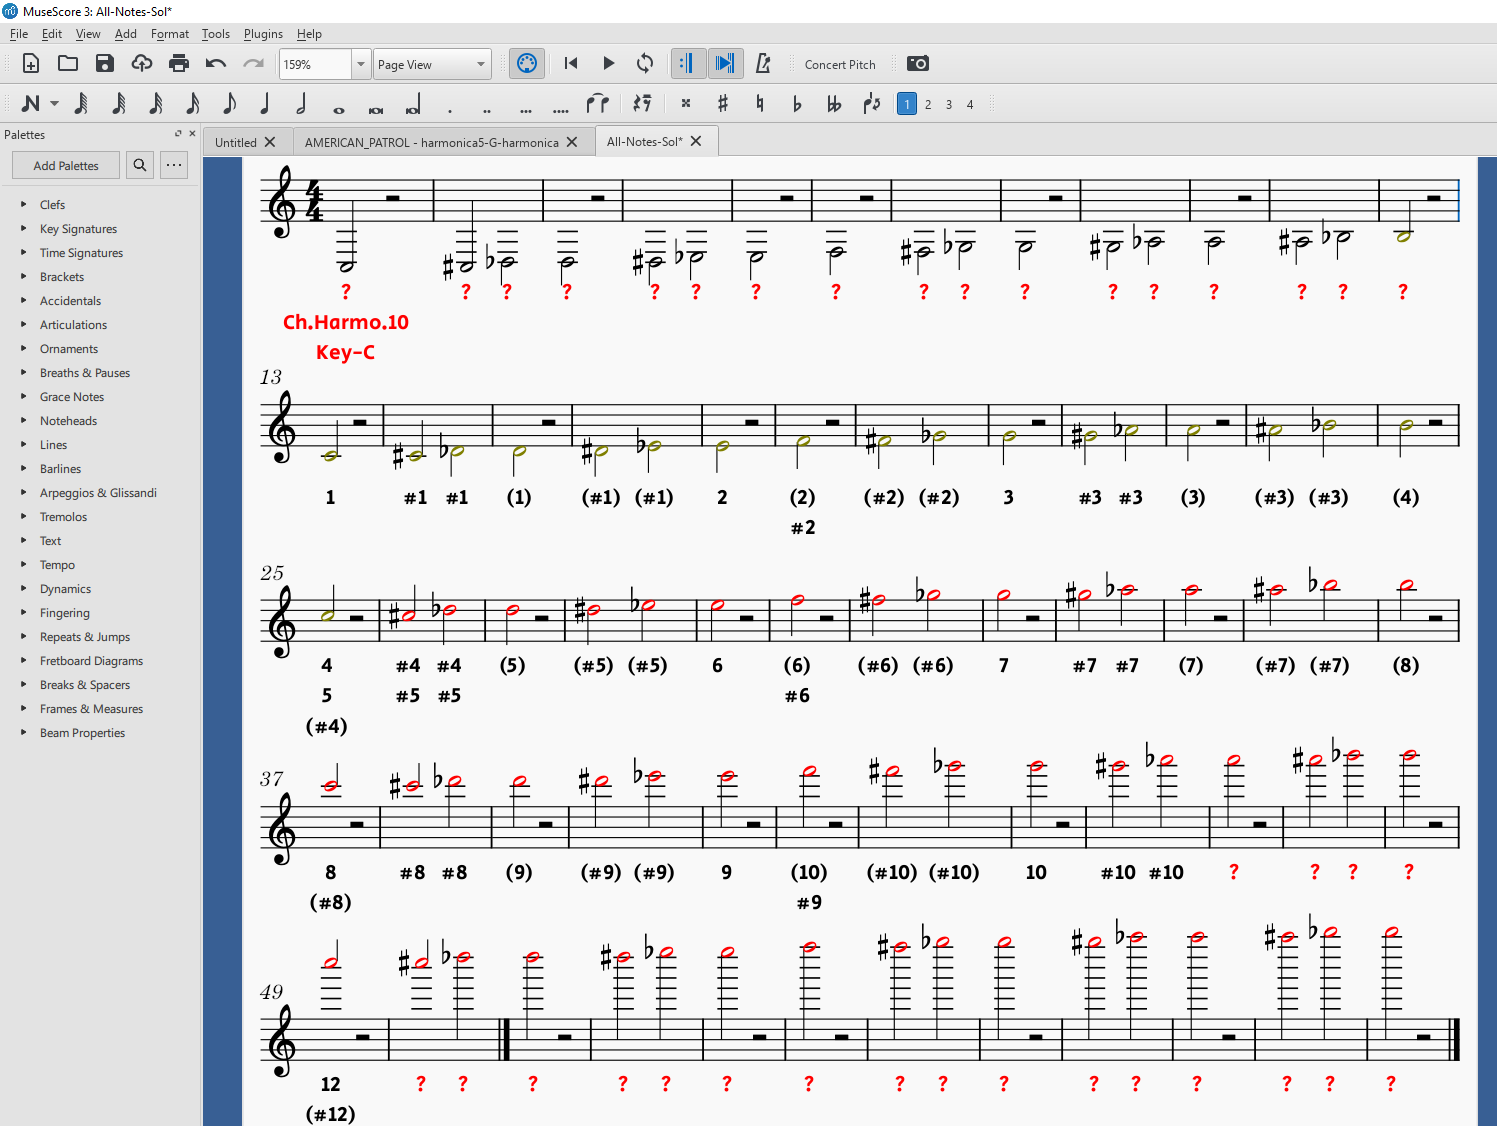 MuseScore 3: All-Notes-Sol*
File Edit View Add Format Tools Plugins Help
159% Page View Concert Pitch
1 2 3 4
Palettes
Untitled AMERICAN_PATROL - harmonica5-G-harmonica All-Notes-Sol*
Add Palettes ...
Clefs
Key Signatures
Time Signatures
Brackets
Accidentals
Articulations
Ornaments
Breaths & Pauses
Grace Notes
Noteheads
Lines
Barlines
Arpeggios & Glissandi
Tremolos
Text
Tempo
Dynamics
Fingering
Repeats & Jumps
Fretboard Diagrams
Breaks & Spacers
Frames & Measures
Beam Properties
4
4
? ? ? ? ? ? ? ? ? ? ? ? ? ? ? ? ?
Ch.Harmo.10
Key-C
13
1 #1 #1 (1) (#1) (#1) 2 (2) (#2) (#2) 3 #3 #3 (3) (#3) (#3) (4)
#2
25
4 #4 #4 (5) (#5) (#5) 6 (6) (#6) (#6) 7 #7 #7 (7) (#7) (#7) (8)
5 #5 #5 #6
(#4)
37
8 #8 #8 (9) (#9) (#9) 9 (10) (#10) (#10) 10 #10 #10 ? ? ? ?
(#8) #9
49
12 ? ? ? ? ? ? ? ? ? ? ? ? ? ? ? ?
(#12)